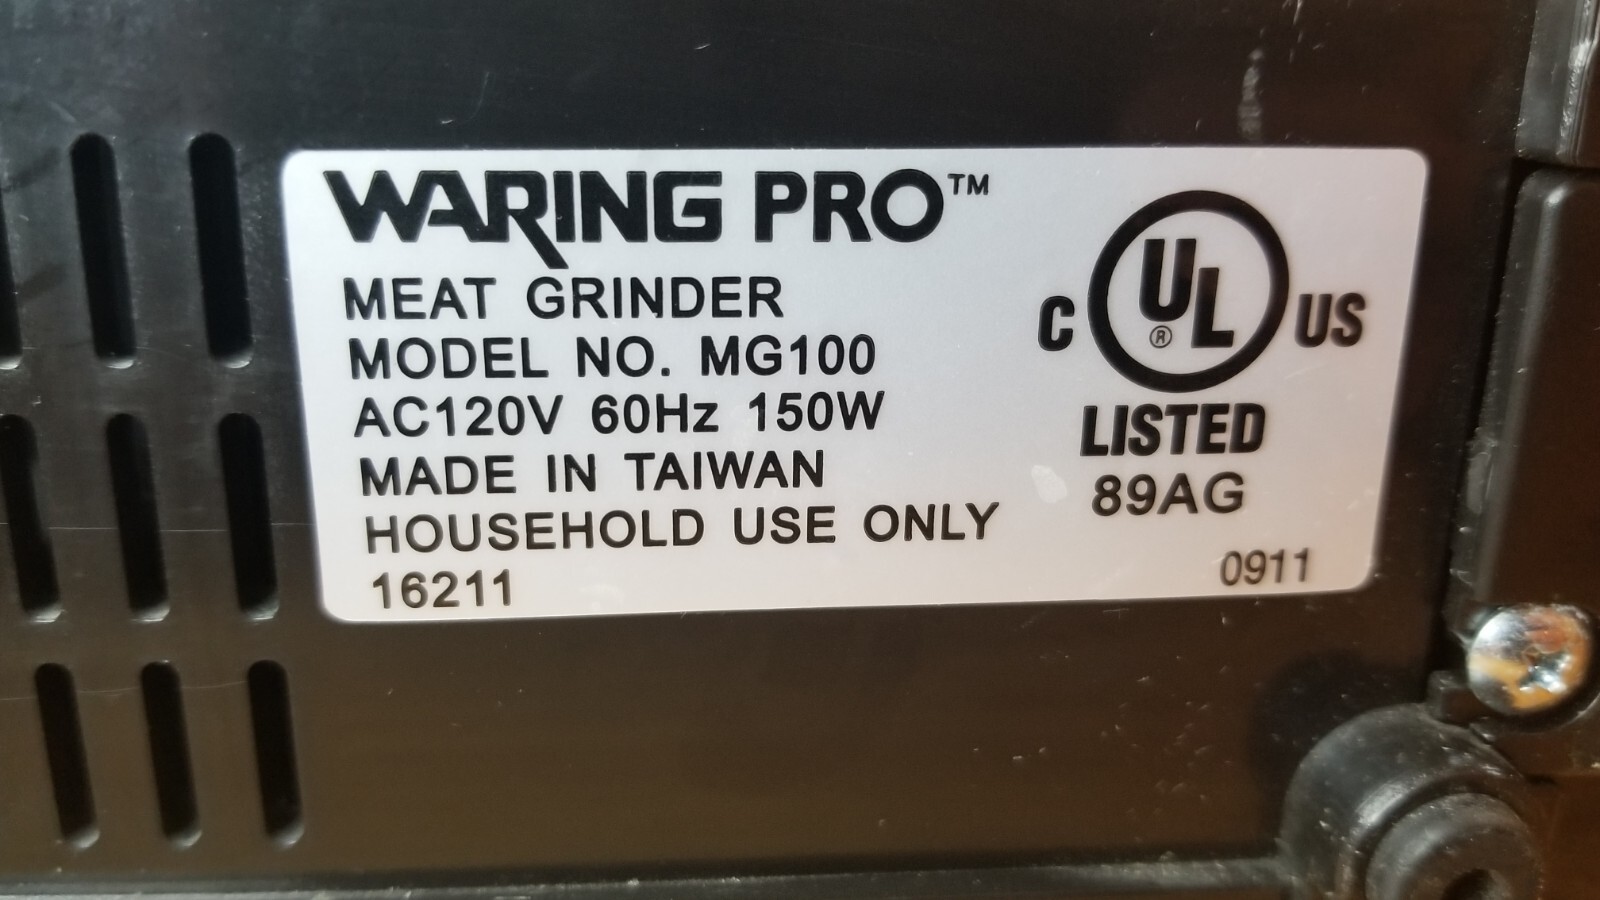 WARING PRO™
MEAT GRINDER
MODEL NO. MG100
AC120V 60Hz 150W
MADE IN TAIWAN
HOUSEHOLD USE ONLY
16211
C UL® US
LISTED
89AG
0911